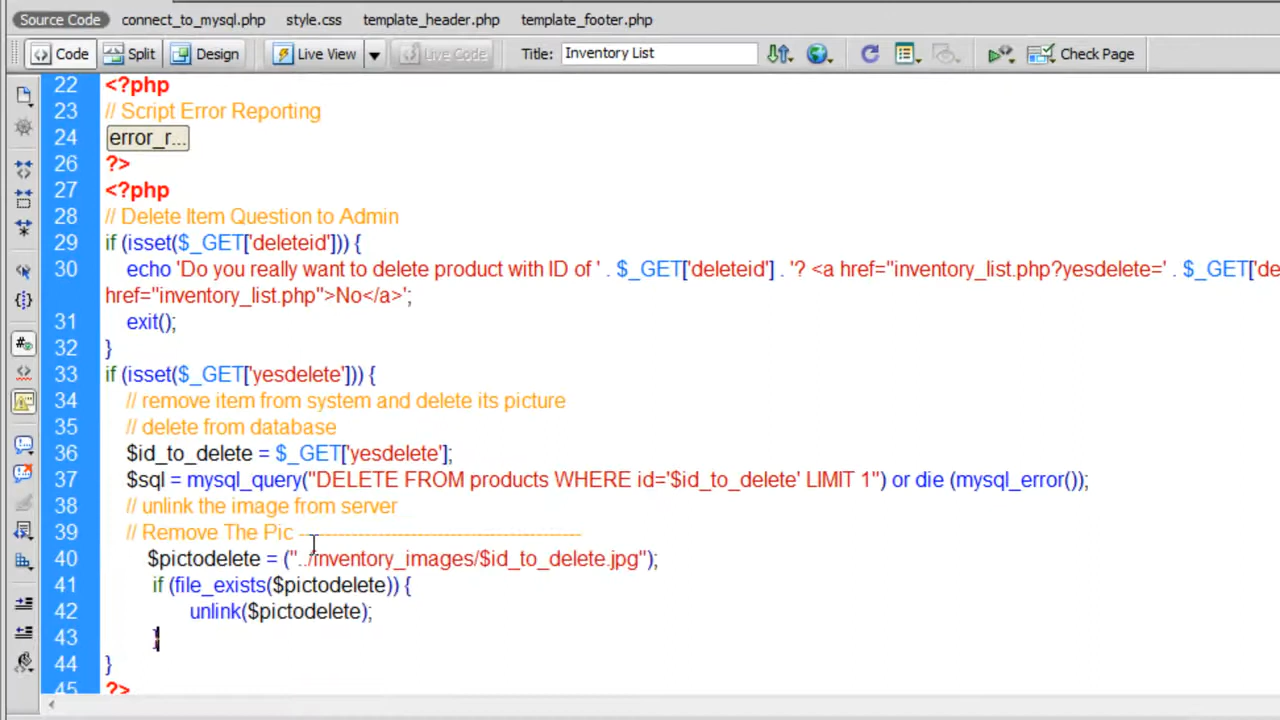 Source Code connect_to_mysql.php style.css template_header.php template_footer.php
Code Split Design Live View Live Code Title: Inventory List Check Page
22 <?php
23 // Script Error Reporting
24 error_r...
26 ?>
27 <?php
28 // Delete Item Question to Admin
29 if (isset($_GET['deleteid'])) {
30 echo 'Do you really want to delete product with ID of ' . $_GET['deleteid'] . '? <a href="inventory_list.php?yesdelete=' . $_GET['de
href="inventory_list.php">No</a>';
31 exit();
32 }
33 if (isset($_GET['yesdelete'])) {
34 // remove item from system and delete its picture
35 // delete from database
36 $id_to_delete = $_GET['yesdelete'];
37 $sql = mysql_query("DELETE FROM products WHERE id='$id_to_delete' LIMIT 1") or die (mysql_error());
38 // unlink the image from server
39 // Remove The Pic -------------------------------------------
40 $pictodelete = ("../inventory_images/$id_to_delete.jpg");
41 if (file_exists($pictodelete)) {
42 unlink($pictodelete);
43 }
44 }
45 ?>